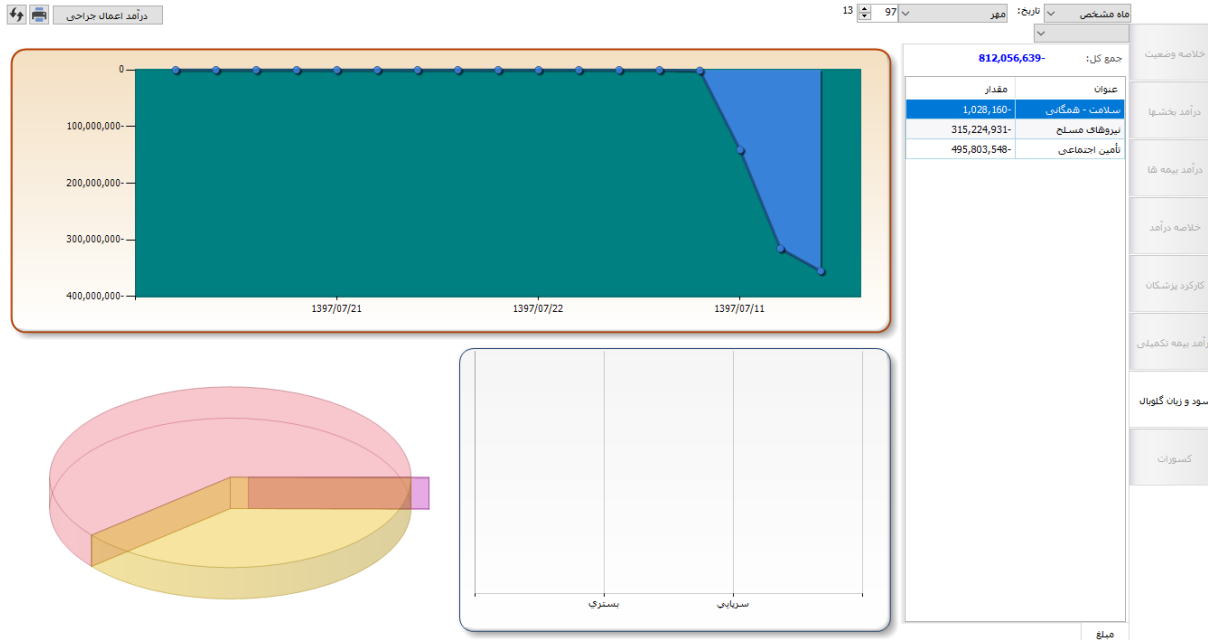 ماه مشخص تاریخ: مهر 97 13 درآمد اعمال جراحی
جمع کل: -812,056,639
عنوان مقدار
سلامت - همگانی -1,028,160
نیروهای مسلح -315,224,931
تأمین اجتماعی -495,803,548
مبلغ
خلاصه وضعیت
درآمد بخشها
درآمد بیمه ها
خلاصه درآمد
کارکرد پزشکان
رآمد بیمه تکمیلی
سود و زیان گلوبال
کسورات
0
100,000,000-
200,000,000-
300,000,000-
400,000,000-
1397/07/21 1397/07/22 1397/07/11
بستري سرپايي